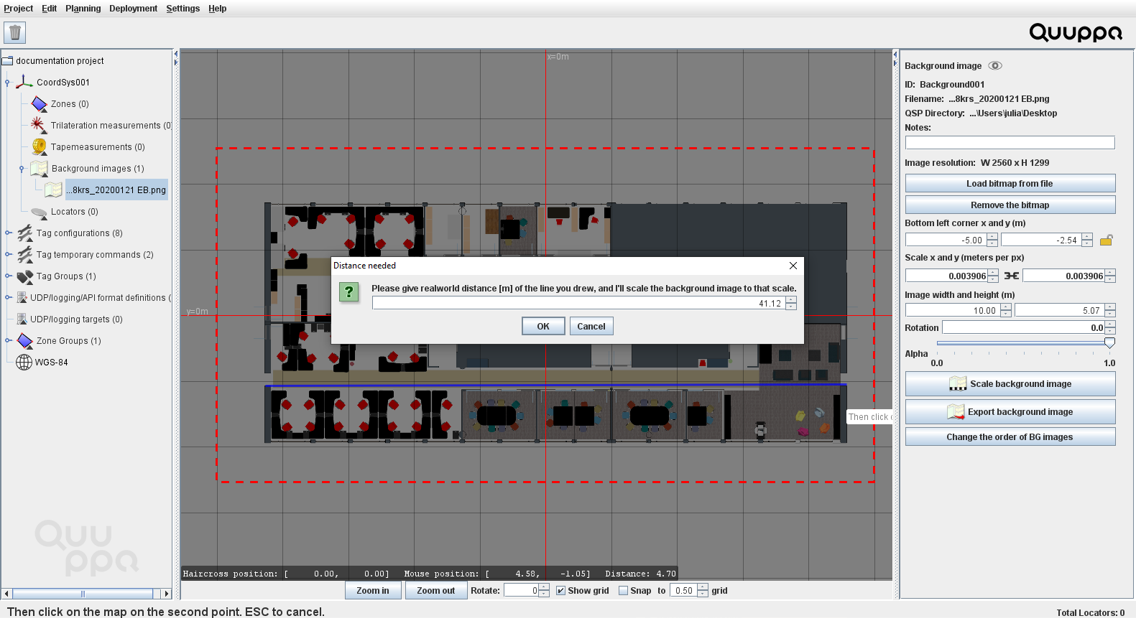 Project Edit Planning Deployment Settings Help
Quuppa
documentation project
CoordSys001
Zones (0)
Trilateration measurements (0
Tapemeasurements (0)
Background images (1)
...8krs_20200121 EB.png
Locators (0)
Tag configurations (8)
Tag temporary commands (2)
Tag Groups (1)
UDP/logging/API format definitions (
UDP/logging targets (0)
Zone Groups (1)
WGS-84
Quuppa
x=0m
y=0m
Distance needed
Please give realworld distance [m] of the line you drew, and I'll scale the background image to that scale.
41.12
OK Cancel
Then click
Haircross position: [ 0.00, 0.00] Mouse position: [ 4.58, -1.05] Distance: 4.70
Zoom in Zoom out Rotate: 0 Show grid Snap to 0.50 grid
Background image
ID: Background001
Filename: ...8krs_20200121 EB.png
QSP Directory: ...\Users\julia\Desktop
Notes:
Image resolution: W 2560 x H 1299
Load bitmap from file
Remove the bitmap
Bottom left corner x and y (m)
-5.00 -2.54
Scale x and y (meters per px)
0.003906 0.003906
Image width and height (m)
10.00 5.07
Rotation 0.0
Alpha
0.0 1.0
Scale background image
Export background image
Change the order of BG images
Then click on the map on the second point. ESC to cancel.
Total Locators: 0